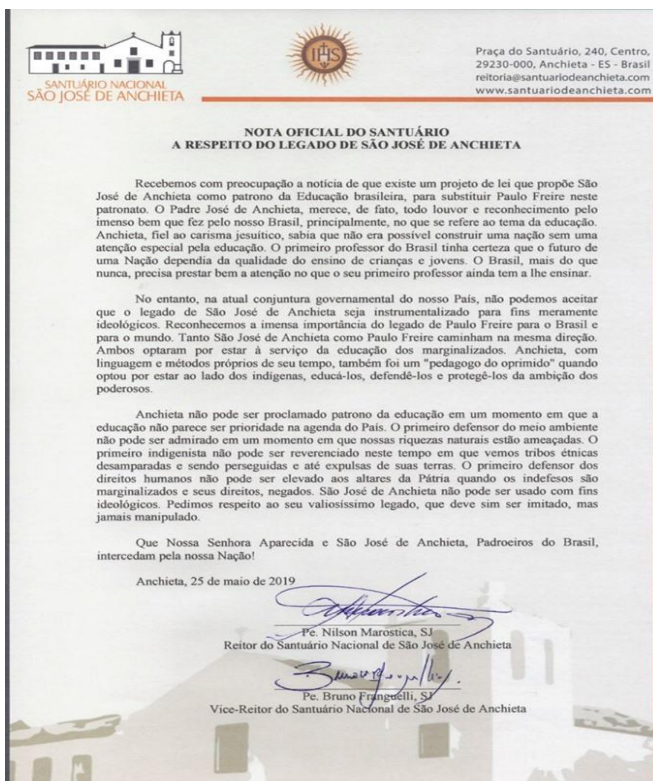 SANTUÁRIO NACIONAL
SÃO JOSÉ DE ANCHIETA
IHS
Praça do Santuário, 240, Centro,
29230-000, Anchieta - ES - Brasil
reitoria@santuariodeanchieta.com
www.santuariodeanchieta.com
NOTA OFICIAL DO SANTUÁRIO
A RESPEITO DO LEGADO DE SÃO JOSÉ DE ANCHIETA
Recebemos com preocupação a notícia de que existe um projeto de lei que propõe São
José de Anchieta como patrono da Educação brasileira, para substituir Paulo Freire neste
patronato. O Padre José de Anchieta, merece, de fato, todo louvor e reconhecimento pelo
imenso bem que fez pelo nosso Brasil, principalmente, no que se refere ao tema da educação.
Anchieta, fiel ao carisma jesuítico, sabia que não era possível construir uma nação sem uma
atenção especial pela educação. O primeiro professor do Brasil tinha certeza que o futuro de
uma Nação dependia da qualidade do ensino de crianças e jovens. O Brasil, mais do que
nunca, precisa prestar bem a atenção no que o seu primeiro professor ainda tem a lhe ensinar.
No entanto, na atual conjuntura governamental do nosso País, não podemos aceitar
que o legado de São José de Anchieta seja instrumentalizado para fins meramente
ideológicos. Reconhecemos a imensa importância do legado de Paulo Freire para o Brasil e
para o mundo. Tanto São José de Anchieta como Paulo Freire caminham na mesma direção.
Ambos optaram por estar à serviço da educação dos marginalizados. Anchieta, com
linguagem e métodos próprios de seu tempo, também foi um "pedagogo do oprimido" quando
optou por estar ao lado dos indígenas, educá-los, defendê-los e protegê-los da ambição dos
poderosos.
Anchieta não pode ser proclamado patrono da educação em um momento em que a
educação não parece ser prioridade na agenda do País. O primeiro defensor do meio ambiente
não pode ser admirado em um momento em que nossas riquezas naturais estão ameaçadas. O
primeiro indigenista não pode ser reverenciado neste tempo em que vemos tribos étnicas
desamparadas e sendo perseguidas e até expulsas de suas terras. O primeiro defensor dos
direitos humanos não pode ser elevado aos altares da Pátria quando os indefesos são
marginalizados e seus direitos, negados. São José de Anchieta não pode ser usado com fins
ideológicos. Pedimos respeito ao seu valiosíssimo legado, que deve sim ser imitado, mas
jamais manipulado.
Que Nossa Senhora Aparecida e São José de Anchieta, Padroeiros do Brasil,
intercedam pela nossa Nação!
Anchieta, 25 de maio de 2019
Pe. Nilson Marostica, SJ
Reitor do Santuário Nacional de São José de Anchieta
Pe. Bruno Franguelli, SJ
Vice-Reitor do Santuário Nacional de São José de Anchieta